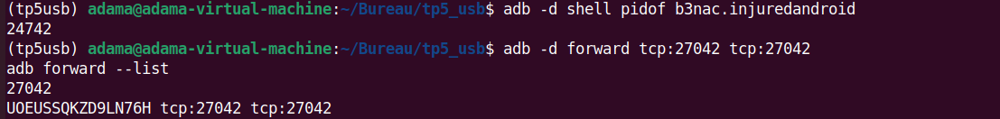 (tp5usb) adama@adama-virtual-machine:~/Bureau/tp5_usb$ adb -d shell pidof b3nac.injuredandroid
24742
(tp5usb) adama@adama-virtual-machine:~/Bureau/tp5_usb$ adb -d forward tcp:27042 tcp:27042
adb forward --list
27042
UOEUSSQKZD9LN76H tcp:27042 tcp:27042